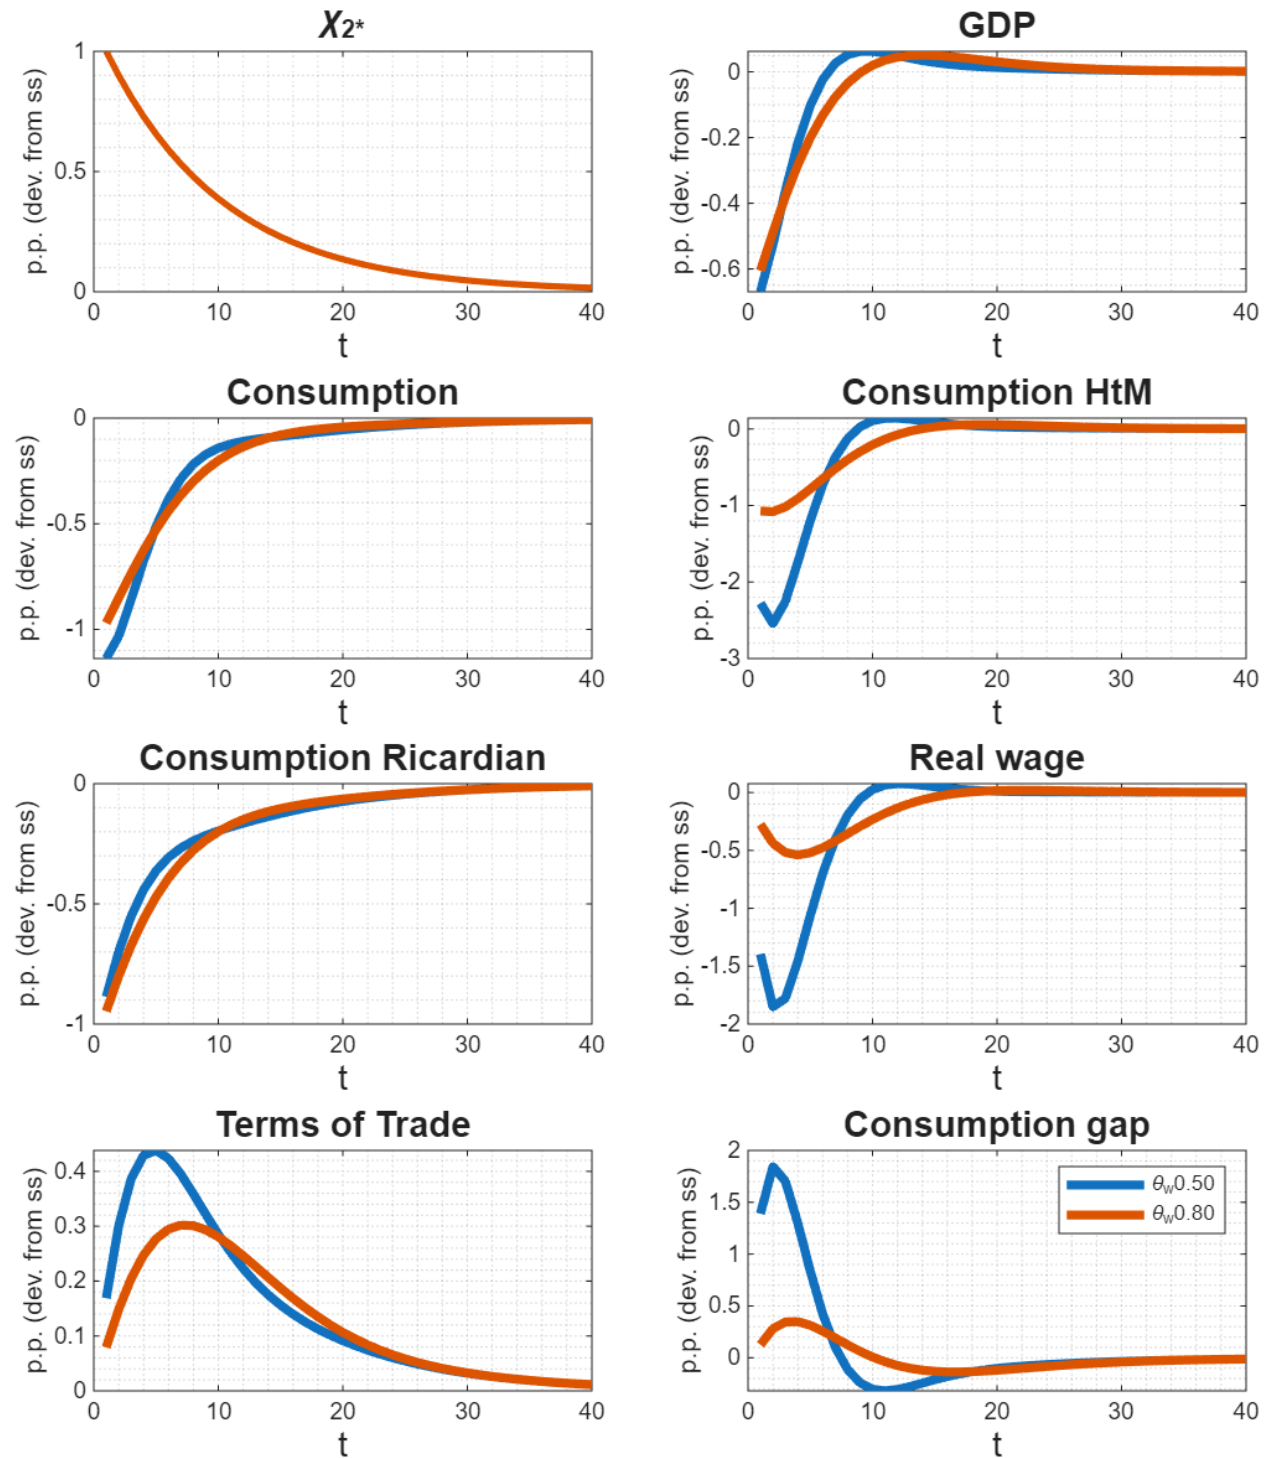 X2*
p.p. (dev. from ss)
1
0.5
0
0
10
20
30
40
t
GDP
p.p. (dev. from ss)
0
-0.2
-0.4
-0.6
0
10
20
30
40
t
Consumption
p.p. (dev. from ss)
0
-0.5
-1
0
10
20
30
40
t
Consumption HtM
p.p. (dev. from ss)
0
-1
-2
-3
0
10
20
30
40
t
Consumption Ricardian
p.p. (dev. from ss)
0
-0.5
-1
0
10
20
30
40
t
Real wage
p.p. (dev. from ss)
0
-0.5
-1
-1.5
-2
0
10
20
30
40
t
Terms of Trade
p.p. (dev. from ss)
0.4
0.3
0.2
0.1
0
0
10
20
30
40
t
Consumption gap
p.p. (dev. from ss)
2
1.5
1
0.5
0
0
10
20
30
40
t
θw0.50
θw0.80